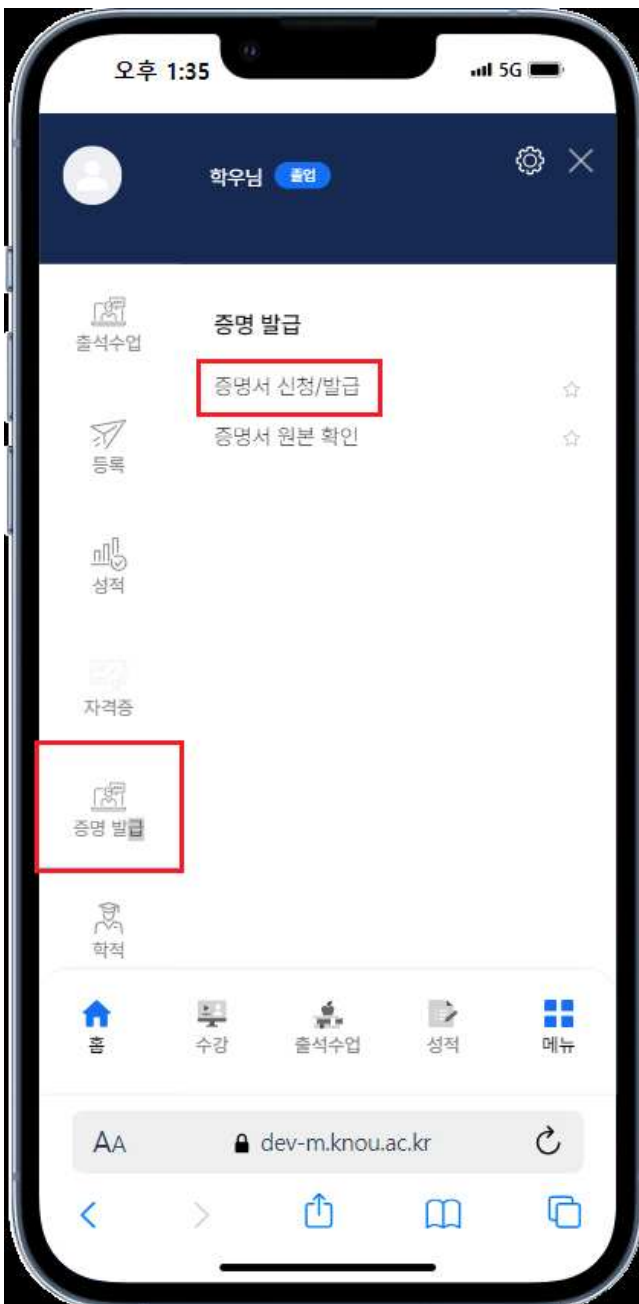 오후 1:35 5G
학우님 졸업
출석수업
등록
성적
자격증
증명 발급
학적
증명 발급
증명서 신청/발급
증명서 원본 확인
홈 수강 출석수업 성적 메뉴
AA dev-m.knou.ac.kr